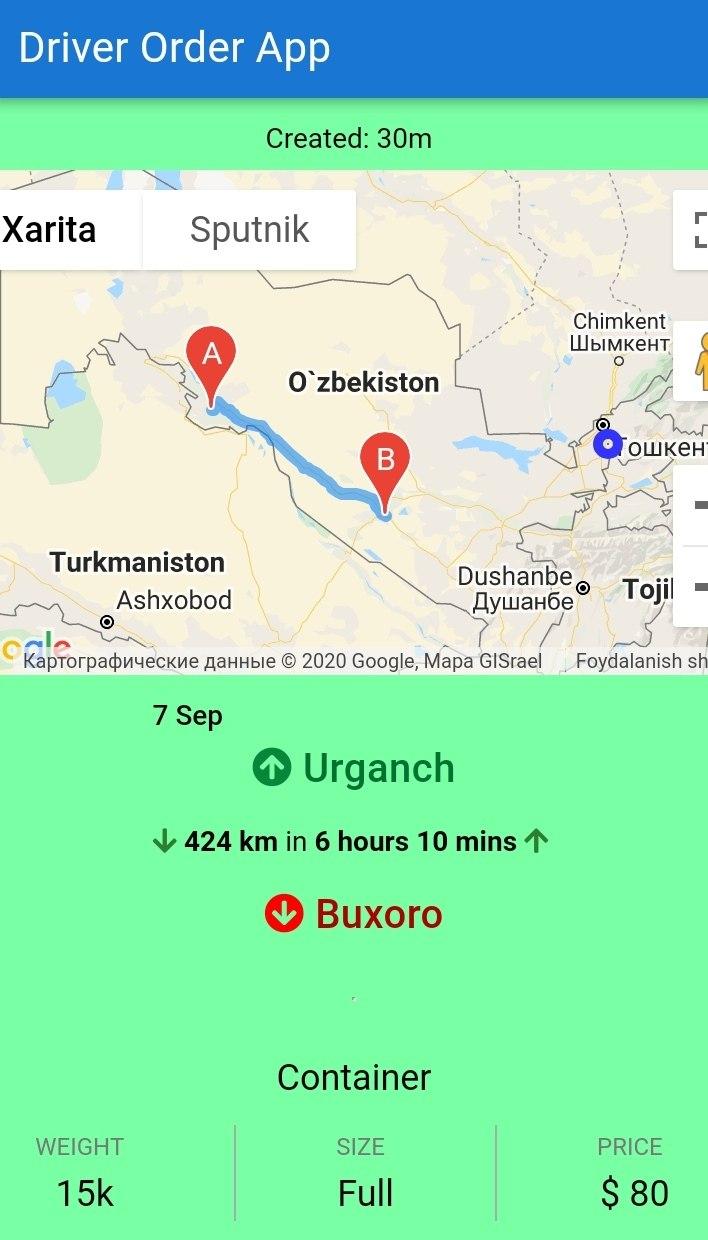 Driver Order App
Created: 30m
Xarita
Sputnik
Chimkent
Шымкент
O`zbekiston
Тошкент
Turkmaniston
Ashxobod
Dushanbe
Душанбе
Toji
ogle
Картографические данные © 2020 Google, Mapa GISrael
Foydalanish sh
A
B
7 Sep
Urganch
424 km in 6 hours 10 mins
Buxoro
Container
WEIGHT
SIZE
PRICE
15k
Full
$ 80